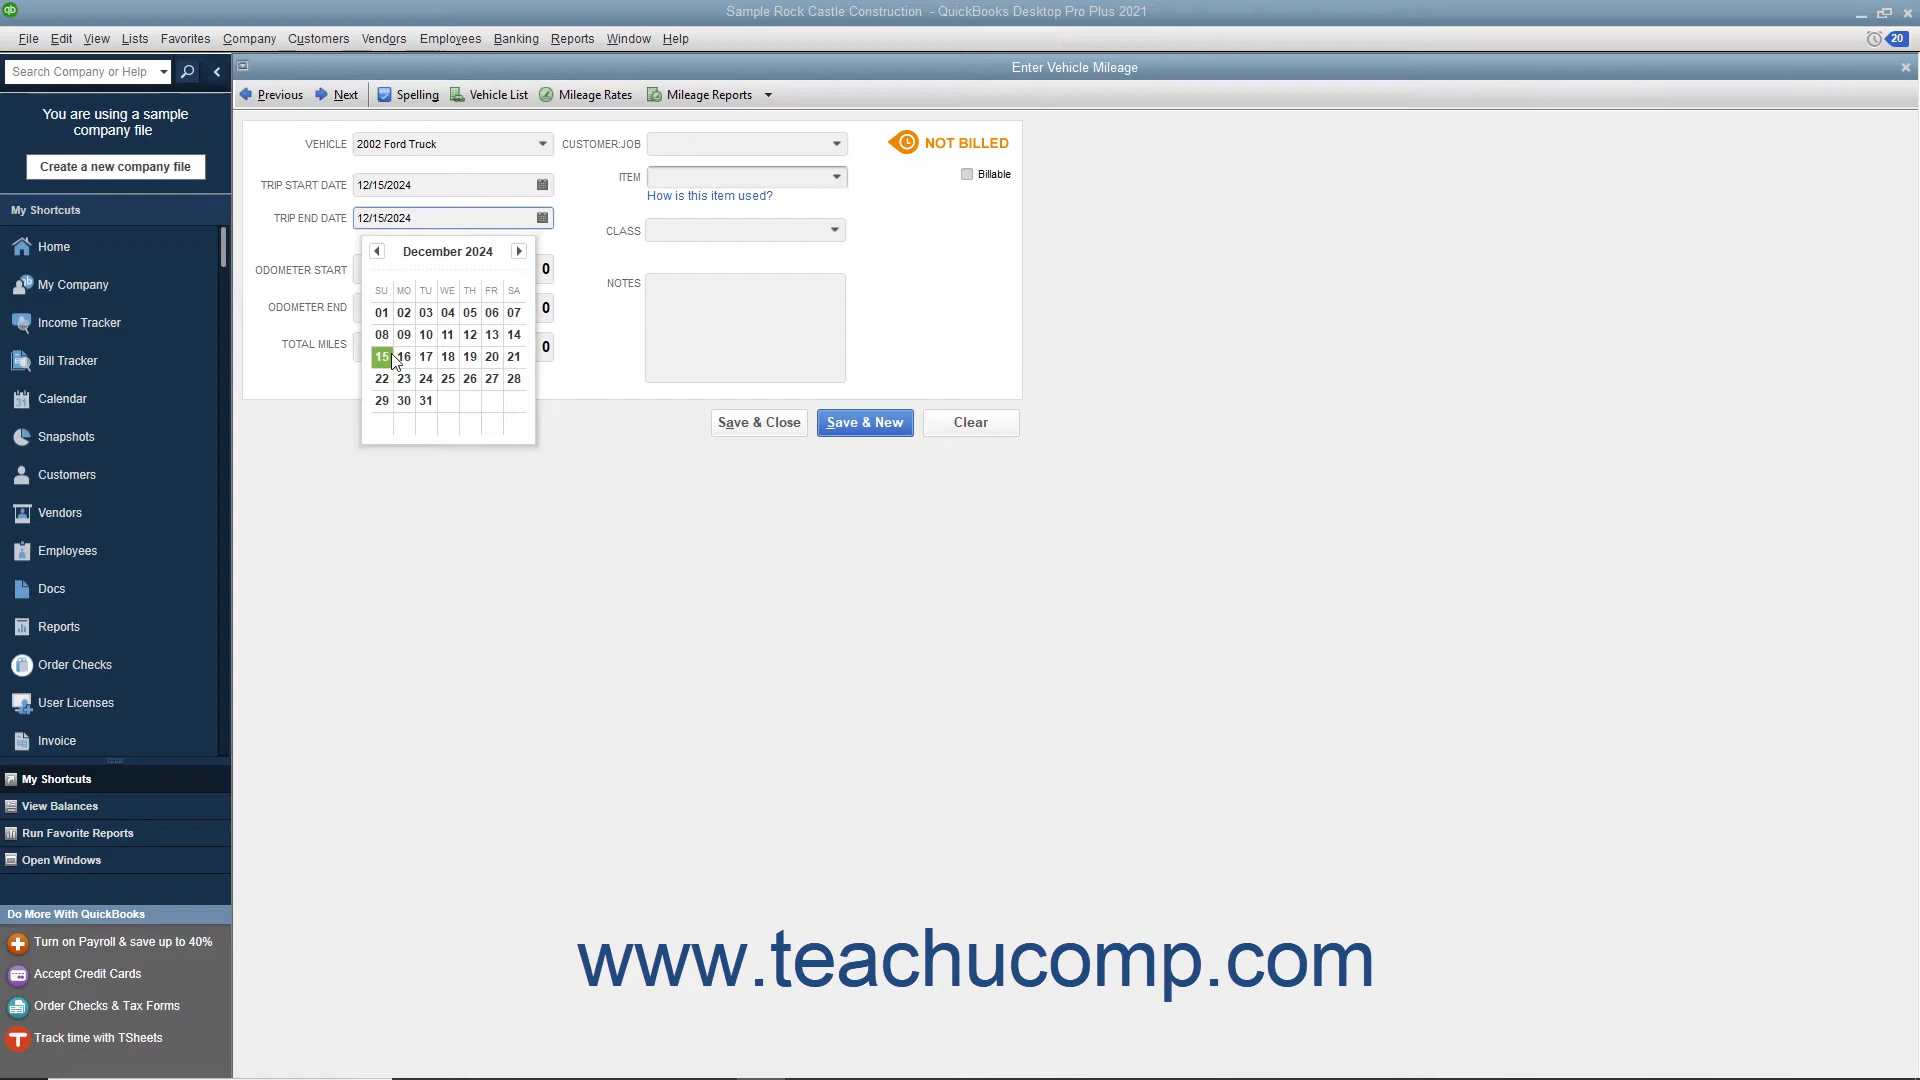 Sample Rock Castle Construction - QuickBooks Desktop Pro Plus 2021
File Edit View Lists Favorites Company Customers Vendors Employees Banking Reports Window Help
20
Search Company or Help
Enter Vehicle Mileage
Previous Next Spelling Vehicle List Mileage Rates Mileage Reports
You are using a sample
company file
Create a new company file
My Shortcuts
Home
My Company
Income Tracker
Bill Tracker
Calendar
Snapshots
Customers
Vendors
Employees
Docs
Reports
Order Checks
User Licenses
Invoice
My Shortcuts
View Balances
Run Favorite Reports
Open Windows
Do More With QuickBooks
Turn on Payroll & save up to 40%
Accept Credit Cards
Order Checks & Tax Forms
Track time with TSheets
VEHICLE 2002 Ford Truck
TRIP START DATE 12/15/2024
TRIP END DATE 12/15/2024
ODOMETER START 0
ODOMETER END 0
TOTAL MILES 0
December 2024
SU MO TU WE TH FR SA
01 02 03 04 05 06 07
08 09 10 11 12 13 14
15 16 17 18 19 20 21
22 23 24 25 26 27 28
29 30 31
CUSTOMER:JOB
ITEM
How is this item used?
CLASS
NOTES
NOT BILLED
Billable
Save & Close Save & New Clear
www.teachucomp.com